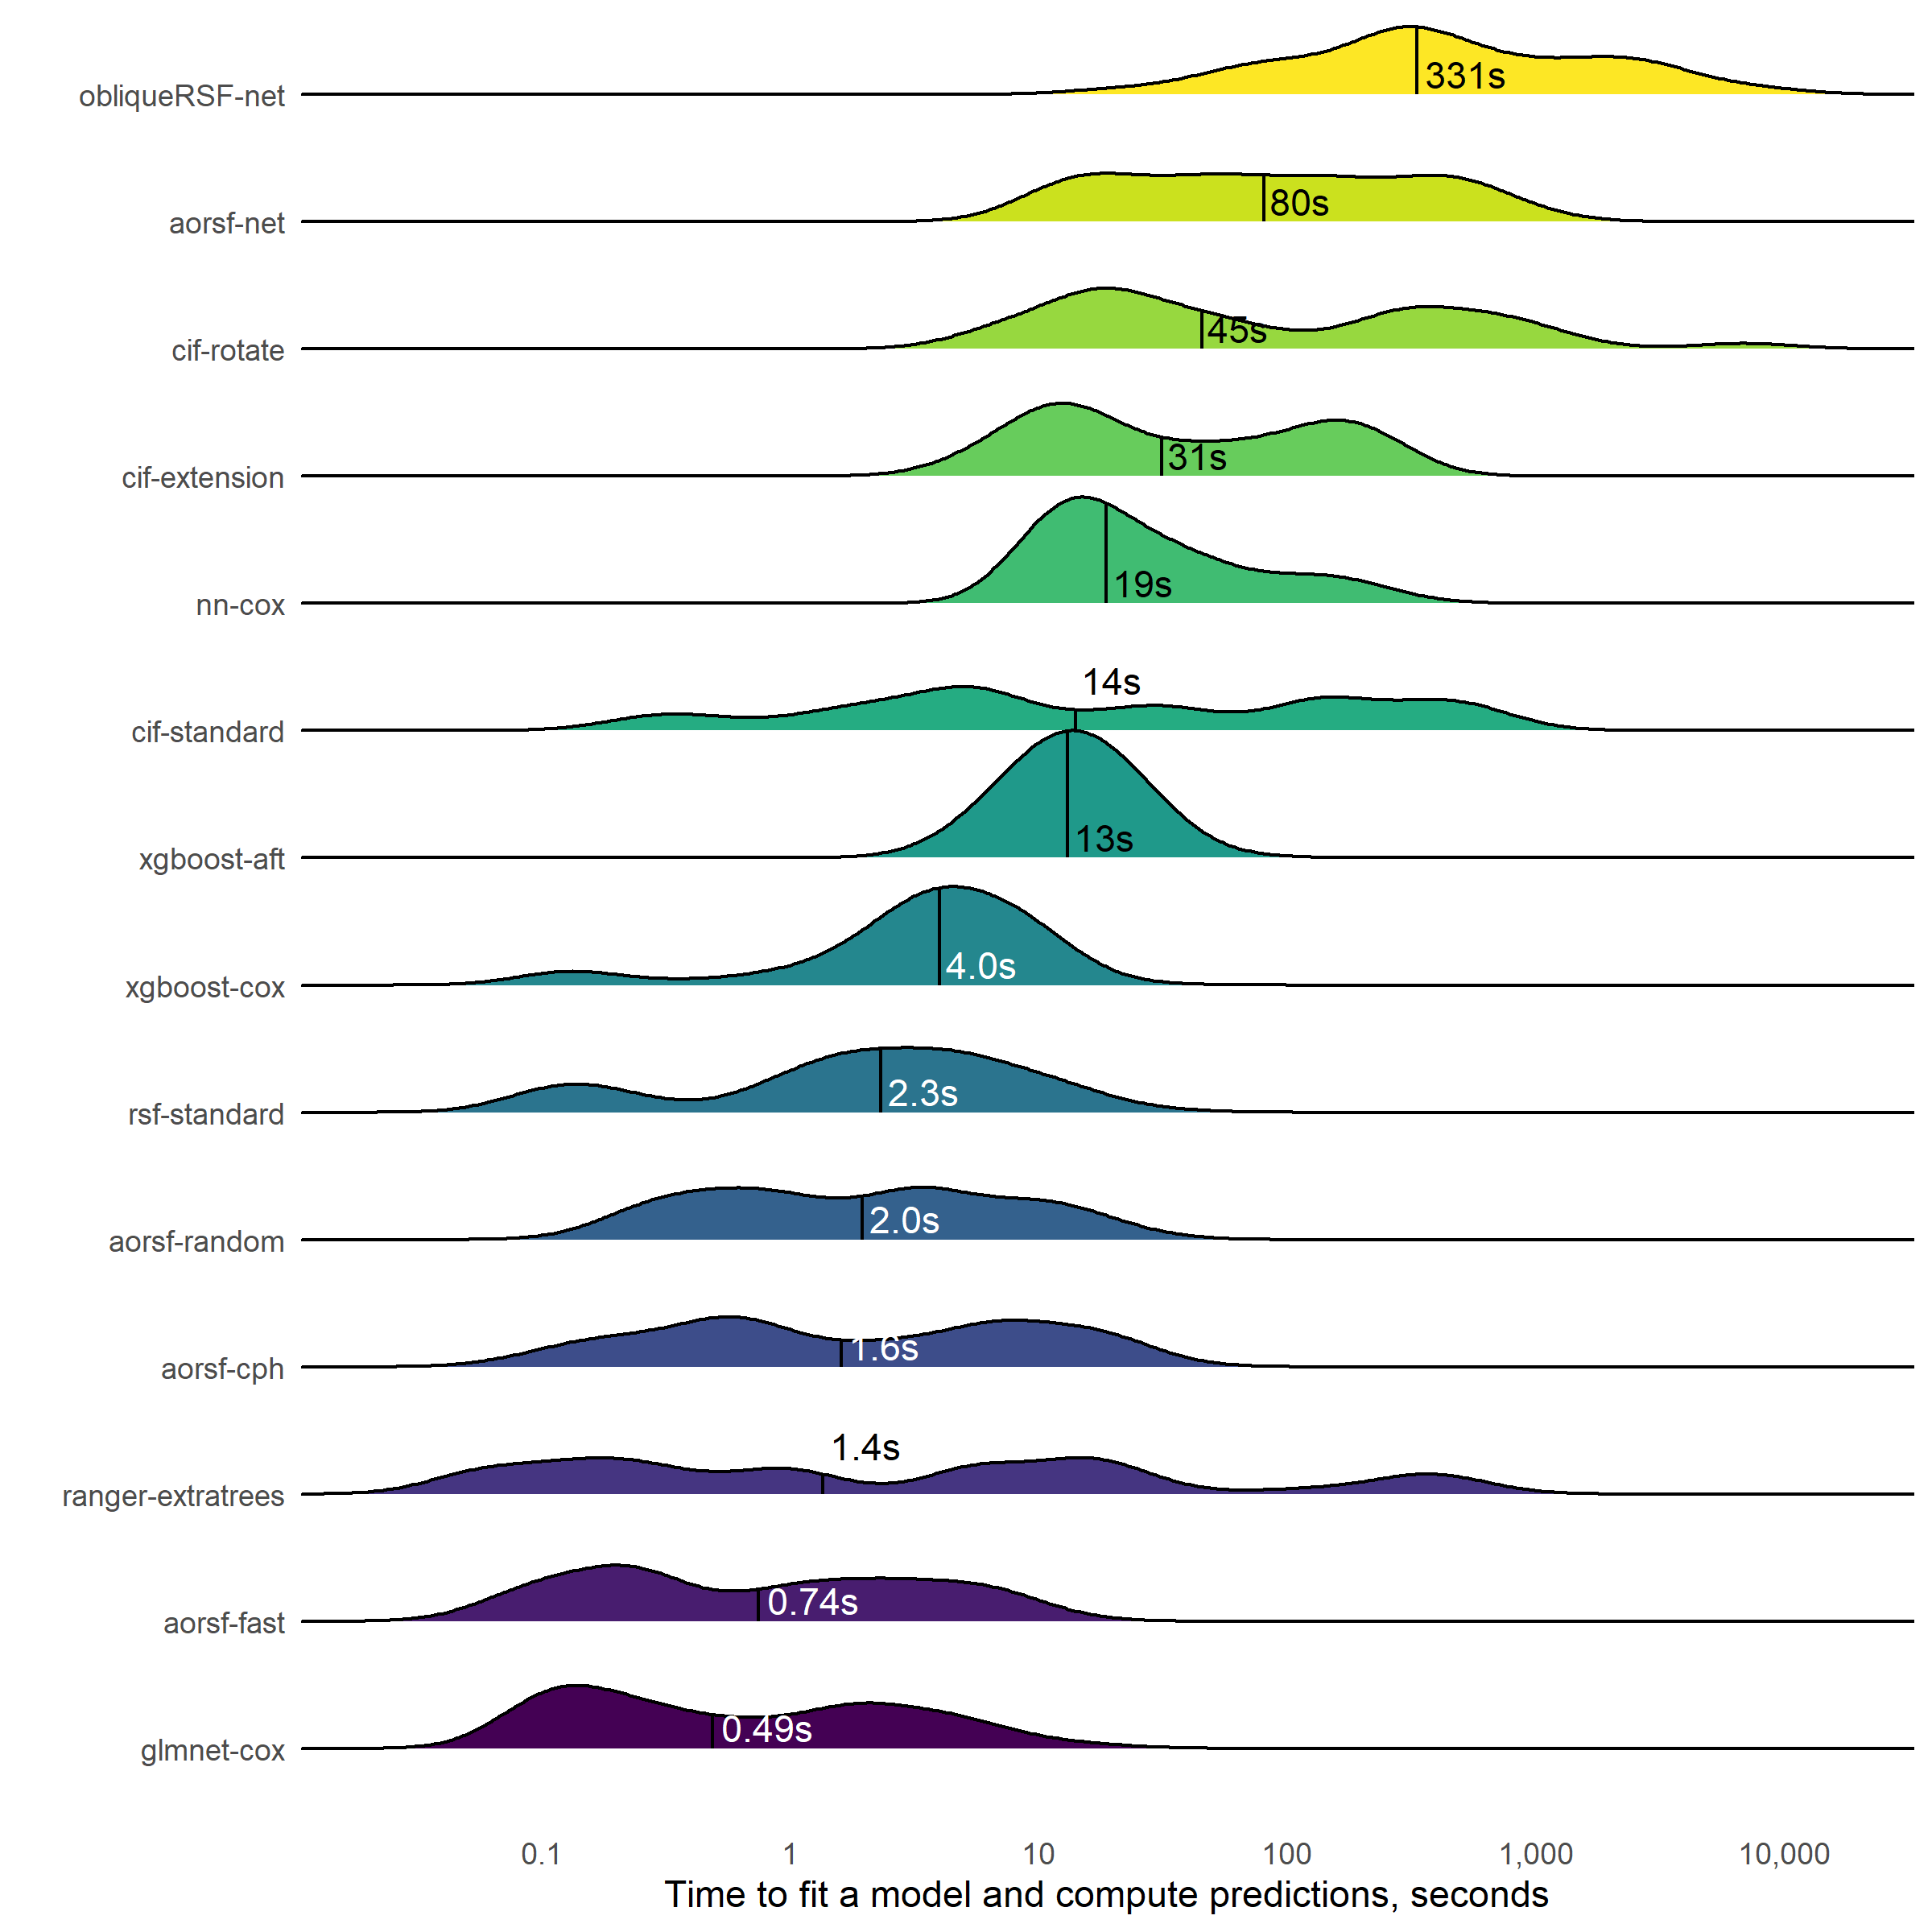 obliqueRSF-net 331s
aorsf-net 80s
cif-rotate 45s
cif-extension 31s
nn-cox 19s
cif-standard 14s
xgboost-aft 13s
xgboost-cox 4.0s
rsf-standard 2.3s
aorsf-random 2.0s
aorsf-cph 1.6s
ranger-extratrees 1.4s
aorsf-fast 0.74s
glmnet-cox 0.49s
0.1 1 10 100 1,000 10,000
Time to fit a model and compute predictions, seconds